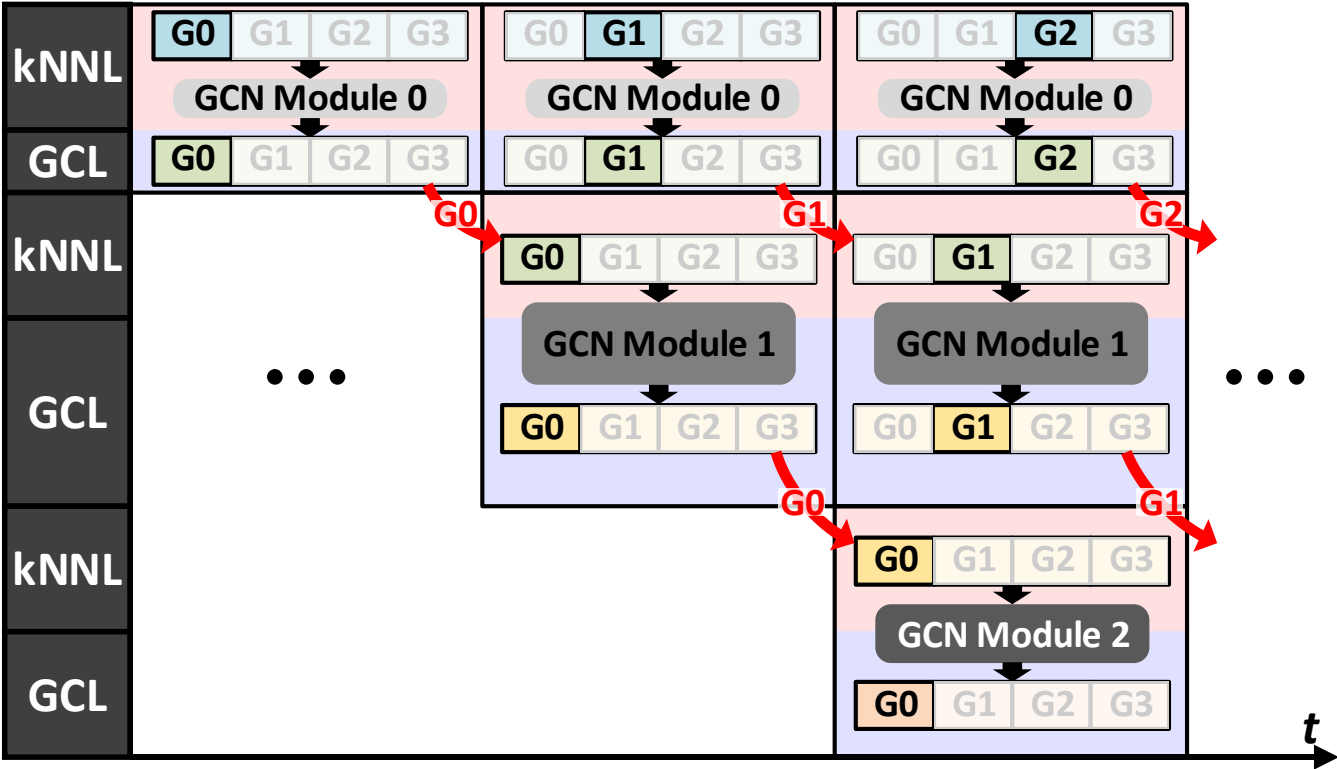 kNNL G0 G1 G2 G3 G0 G1 G2 G3 G0 G1 G2 G3
GCN Module 0 GCN Module 0 GCN Module 0
GCL G0 G1 G2 G3 G0 G1 G2 G3 G0 G1 G2 G3
G0 G1 G2
kNNL G0 G1 G2 G3 G0 G1 G2 G3
GCN Module 1 GCN Module 1
GCL G0 G1 G2 G3 G0 G1 G2 G3
G0 G1
kNNL G0 G1 G2 G3
GCN Module 2
GCL G0 G1 G2 G3
t